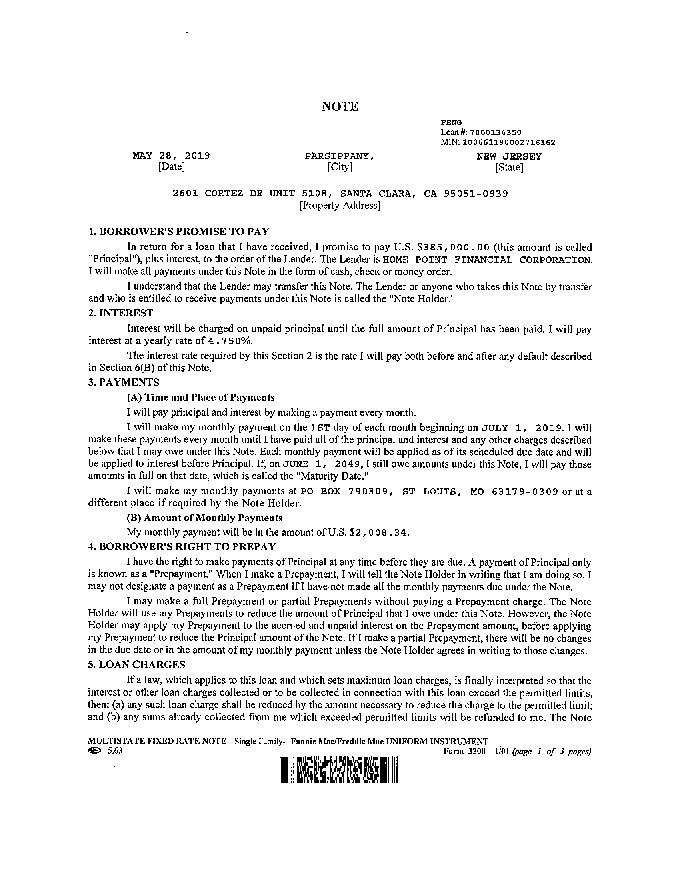 NOTE
PENG
Loan #: 7000136350
MIN: 100661190002716162
MAY 28, 2019 PARSIPPANY, NEW JERSEY
[Date] [City] [State]
2601 CORTEZ DR UNIT 5108, SANTA CLARA, CA 95051-0939
[Property Address]
1. BORROWER'S PROMISE TO PAY
In return for a loan that I have received, I promise to pay U.S. $385,000.00 (this amount is called
"Principal"), plus interest, to the order of the Lender. The Lender is HOME POINT FINANCIAL CORPORATION.
I will make all payments under this Note in the form of cash, check or money order.
I understand that the Lender may transfer this Note. The Lender or anyone who takes this Note by transfer
and who is entitled to receive payments under this Note is called the "Note Holder."
2. INTEREST
Interest will be charged on unpaid principal until the full amount of Principal has been paid. I will pay
interest at a yearly rate of 4.750%.
The interest rate required by this Section 2 is the rate I will pay both before and after any default described
in Section 6(B) of this Note.
3. PAYMENTS
(A) Time and Place of Payments
I will pay principal and interest by making a payment every month.
I will make my monthly payment on the 1ST day of each month beginning on JULY 1, 2019. I will
make these payments every month until I have paid all of the principal and interest and any other charges described
below that I may owe under this Note. Each monthly payment will be applied as of its scheduled due date and will
be applied to interest before Principal. If, on JUNE 1, 2049, I still owe amounts under this Note, I will pay those
amounts in full on that date, which is called the "Maturity Date."
I will make my monthly payments at PO BOX 790309, ST LOUIS, MO 63179-0309 or at a
different place if required by the Note Holder.
(B) Amount of Monthly Payments
My monthly payment will be in the amount of U.S. $2,008.34.
4. BORROWER'S RIGHT TO PREPAY
I have the right to make payments of Principal at any time before they are due. A payment of Principal only
is known as a "Prepayment." When I make a Prepayment, I will tell the Note Holder in writing that I am doing so. I
may not designate a payment as a Prepayment if I have not made all the monthly payments due under the Note.
I may make a full Prepayment or partial Prepayments without paying a Prepayment charge. The Note
Holder will use my Prepayments to reduce the amount of Principal that I owe under this Note. However, the Note
Holder may apply my Prepayment to the accrued and unpaid interest on the Prepayment amount, before applying
my Prepayment to reduce the Principal amount of the Note. If I make a partial Prepayment, there will be no changes
in the due date or in the amount of my monthly payment unless the Note Holder agrees in writing to those changes.
5. LOAN CHARGES
If a law, which applies to this loan and which sets maximum loan charges, is finally interpreted so that the
interest or other loan charges collected or to be collected in connection with this loan exceed the permitted limits,
then: (a) any such loan charge shall be reduced by the amount necessary to reduce the charge to the permitted limit;
and (b) any sums already collected from me which exceeded permitted limits will be refunded to me. The Note
MULTISTATE FIXED RATE NOTE - Single Family - Fannie Mae/Freddie Mac UNIFORM INSTRUMENT
Form 3200 1/01 (page 1 of 3 pages)